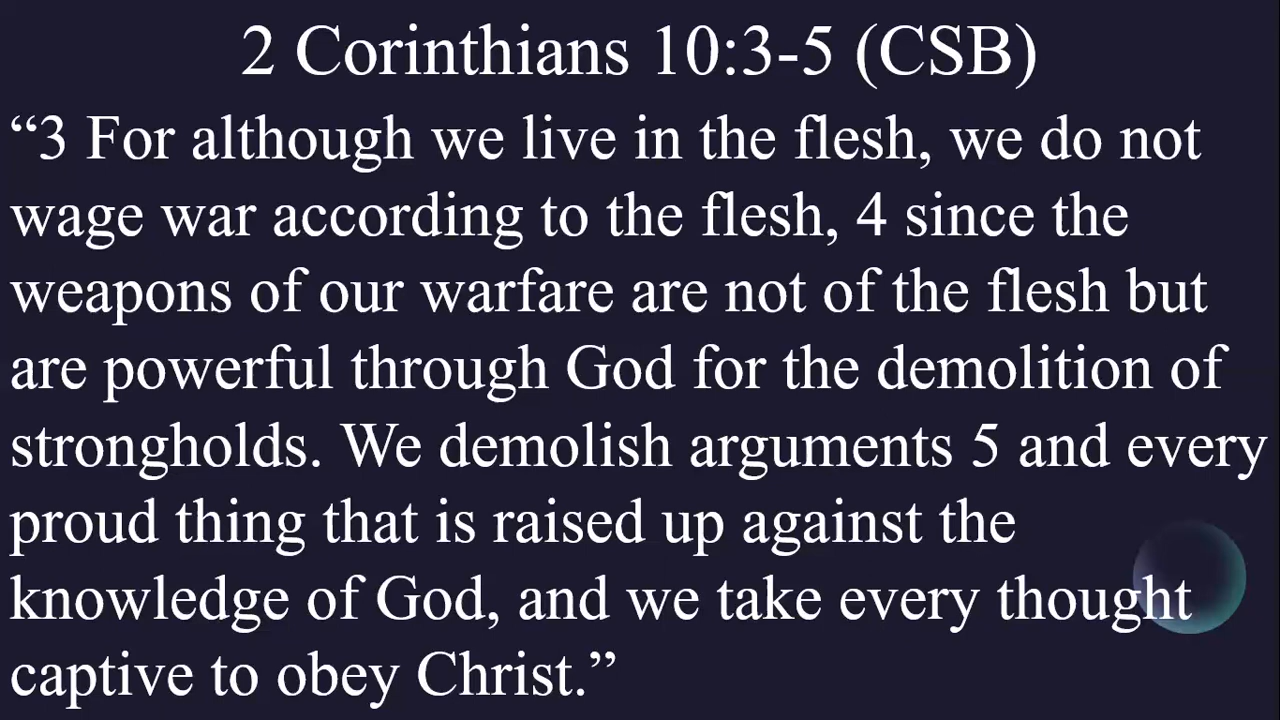 2 Corinthians 10:3-5 (CSB)
“3 For although we live in the flesh, we do not
wage war according to the flesh, 4 since the
weapons of our warfare are not of the flesh but
are powerful through God for the demolition of
strongholds. We demolish arguments 5 and every
proud thing that is raised up against the
knowledge of God, and we take every thought
captive to obey Christ.”